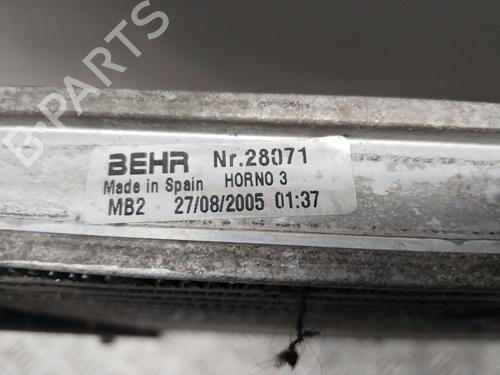 BEHR Nr.28071
Made in Spain HORNO 3
MB2 27/08/2005 01:37
B-PARTS